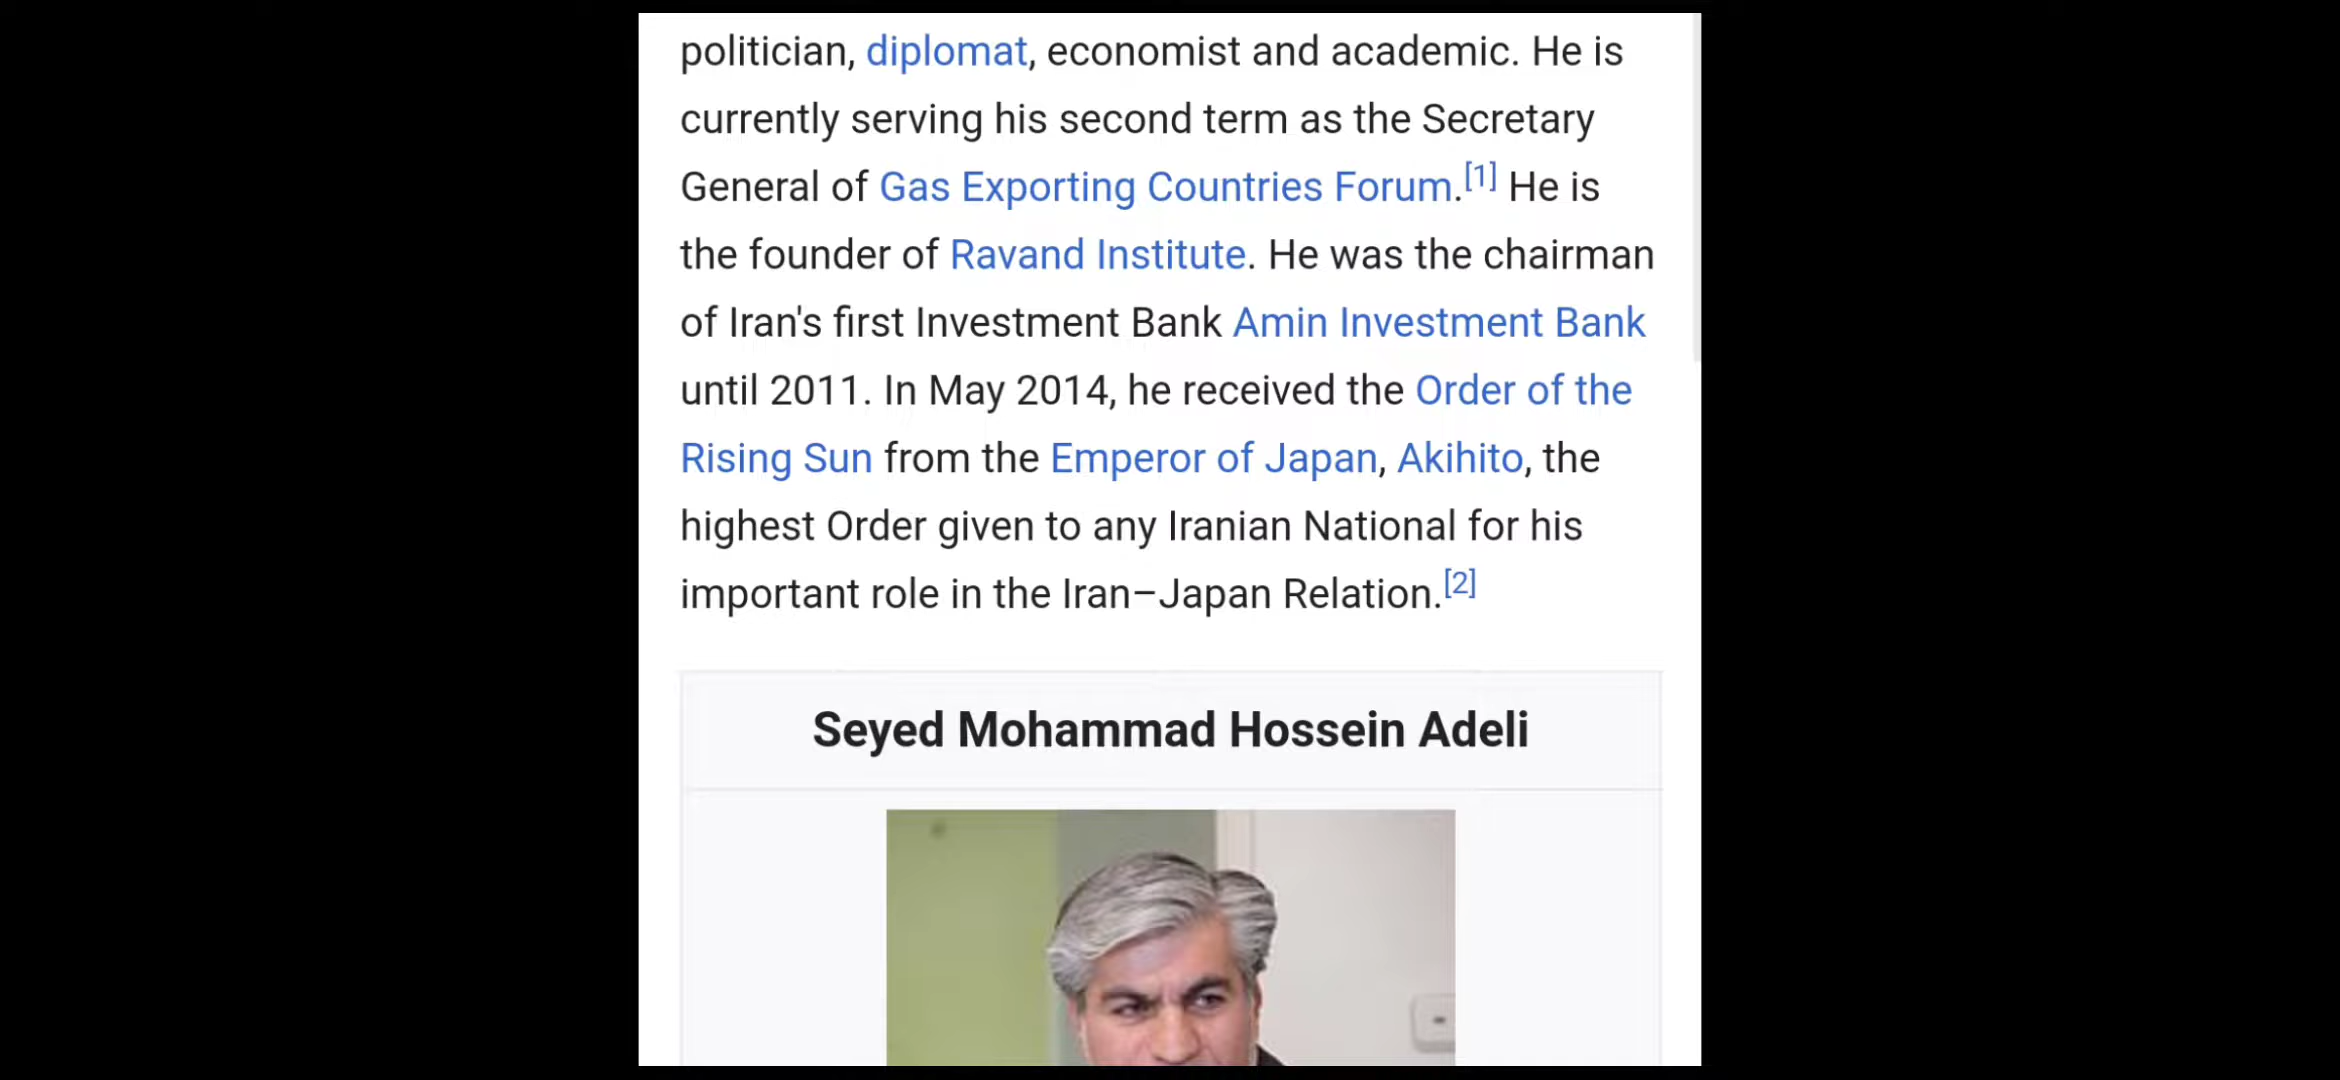 politician, diplomat, economist and academic. He is
currently serving his second term as the Secretary
General of Gas Exporting Countries Forum.[1] He is
the founder of Ravand Institute. He was the chairman
of Iran's first Investment Bank Amin Investment Bank
until 2011. In May 2014, he received the Order of the
Rising Sun from the Emperor of Japan, Akihito, the
highest Order given to any Iranian National for his
important role in the Iran–Japan Relation.[2]
Seyed Mohammad Hossein Adeli